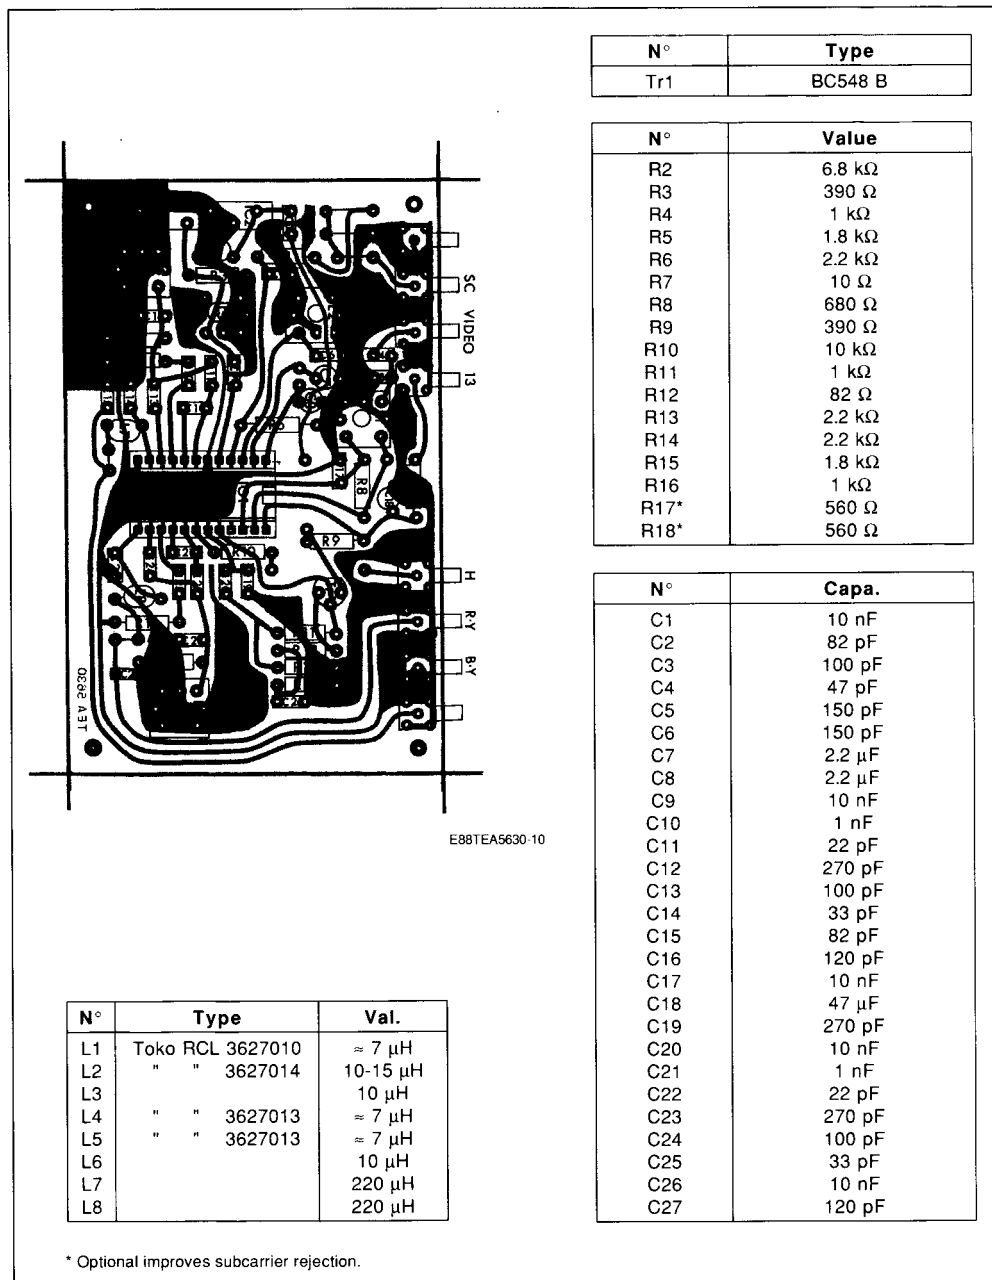 N° Type
Tr1 BC548 B
N° Value
R2 6.8 kΩ
R3 390 Ω
R4 1 kΩ
R5 1.8 kΩ
R6 2.2 kΩ
R7 10 Ω
R8 680 Ω
R9 390 Ω
R10 10 kΩ
R11 1 kΩ
R12 82 Ω
R13 2.2 kΩ
R14 2.2 kΩ
R15 1.8 kΩ
R16 1 kΩ
R17* 560 Ω
R18* 560 Ω
N° Capa.
C1 10 nF
C2 82 pF
C3 100 pF
C4 47 pF
C5 150 pF
C6 150 pF
C7 2.2 µF
C8 2.2 µF
C9 10 nF
C10 1 nF
C11 22 pF
C12 270 pF
C13 100 pF
C14 33 pF
C15 82 pF
C16 120 pF
C17 10 nF
C18 47 µF
C19 270 pF
C20 10 nF
C21 1 nF
C22 22 pF
C23 270 pF
C24 100 pF
C25 33 pF
C26 10 nF
C27 120 pF
SC
VIDEO
13
R8
R9
H
R-Y
B-Y
TEA 5630
E88TEA5630-10
N° Type Val.
L1 Toko RCL 3627010 ≈ 7 µH
L2 " " 3627014 10-15 µH
L3 10 µH
L4 " " 3627013 ≈ 7 µH
L5 " " 3627013 ≈ 7 µH
L6 10 µH
L7 220 µH
L8 220 µH
* Optional improves subcarrier rejection.